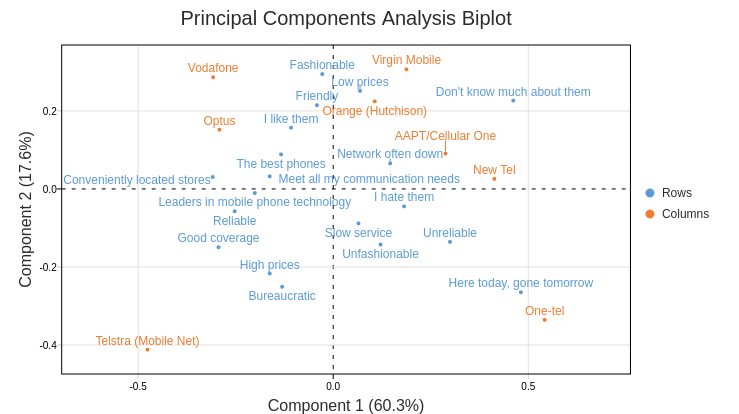 Principal Components Analysis Biplot
Component 2 (17.6%)
0.2
0.0
-0.2
-0.4
Fashionable
Virgin Mobile
Vodafone
Low prices
Don't know much about them
Friendly
Orange (Hutchison)
Optus
I like them
AAPT/Cellular One
Network often down
The best phones
New Tel
Conveniently located stores
Meet all my communication needs
Leaders in mobile phone technology
I hate them
Reliable
Slow service
Unreliable
Good coverage
Unfashionable
High prices
Here today, gone tomorrow
Bureaucratic
One-tel
Telstra (Mobile Net)
-0.5
0.0
0.5
Component 1 (60.3%)
Rows
Columns